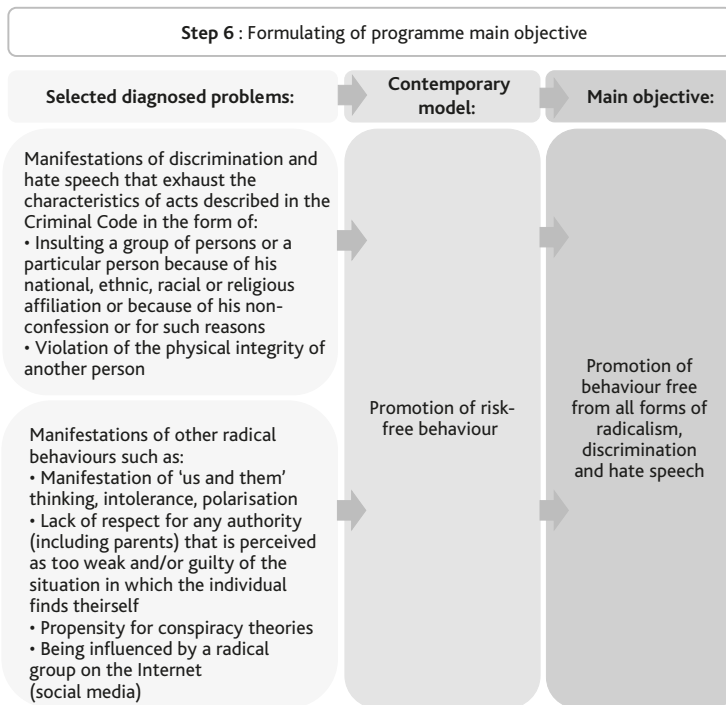 Step 6 : Formulating of programme main objective
Selected diagnosed problems:
Contemporary
model:
Main objective:
Manifestations of discrimination and
hate speech that exhaust the
characteristics of acts described in the
Criminal Code in the form of:
• Insulting a group of persons or a
particular person because of his
national, ethnic, racial or religious
affiliation or because of his non-
confession or for such reasons
• Violation of the physical integrity of
another person
Manifestations of other radical
behaviours such as:
• Manifestation of ‘us and them’
thinking, intolerance, polarisation
• Lack of respect for any authority
(including parents) that is perceived
as too weak and/or guilty of the
situation in which the individual
finds theirself
• Propensity for conspiracy theories
• Being influenced by a radical
group on the Internet
(social media)
Promotion of risk-
free behaviour
Promotion of
behaviour free
from all forms of
radicalism,
discrimination
and hate speech